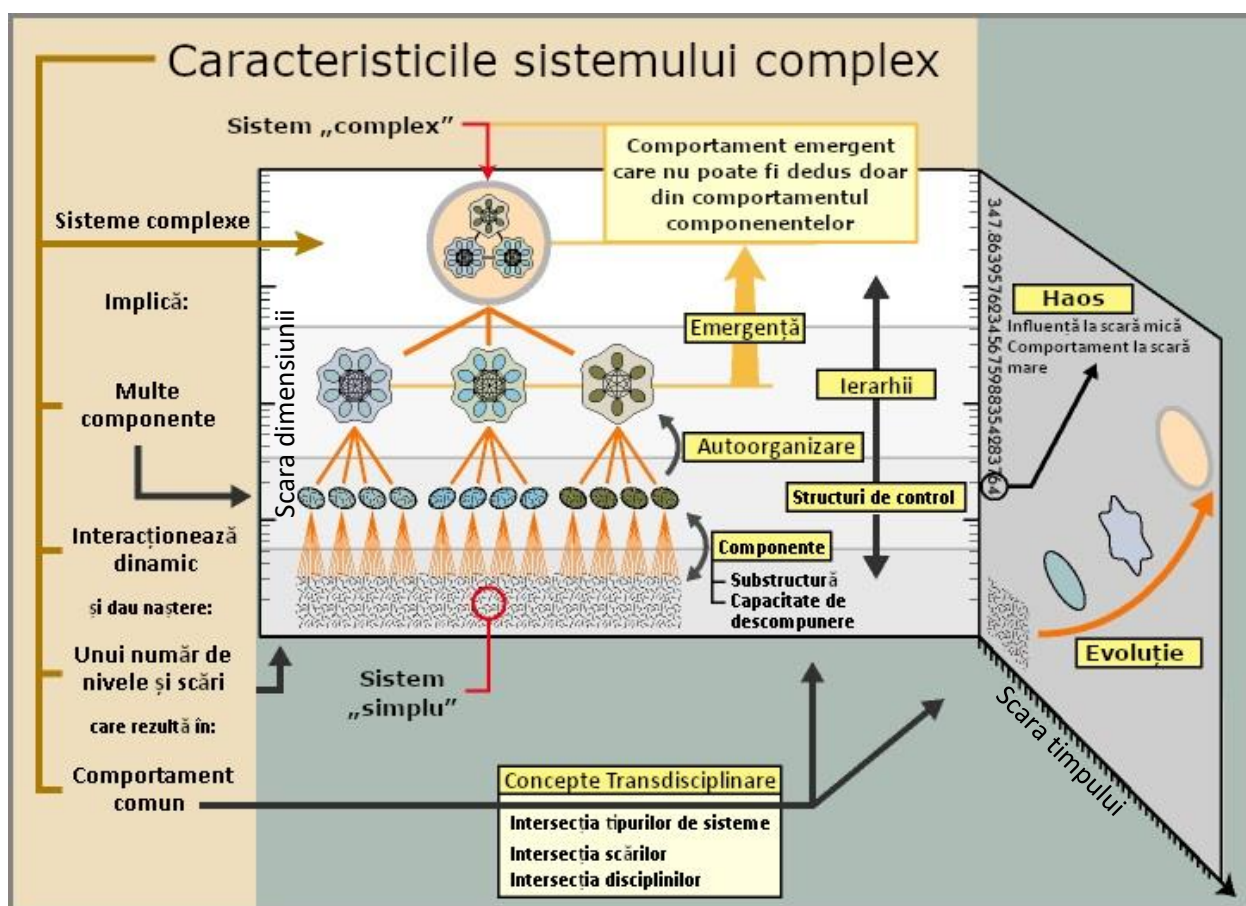 Caracteristicile sistemului complex
Sistem „complex”
Comportament emergent
care nu poate fi dedus doar
din comportamentul
componenentelor
Sisteme complexe
Implică:
Multe
componente
Interacționează
dinamic
și dau naștere:
Unui număr de
nivele și scări
care rezultă în:
Comportament
comun
Scara dimensiunii
Emergență
Ierarhii
Autoorganizare
Structuri de control
Componente
Substructură
Capacitate de
descompunere
Sistem
„simplu”
347.86395762345675988354283764
Haos
Influență la scară mică
Comportament la scară
mare
Evoluție
Scara timpului
Concepte Transdisciplinare
Intersecția tipurilor de sisteme
Intersecția scărilor
Intersecția disciplinilor